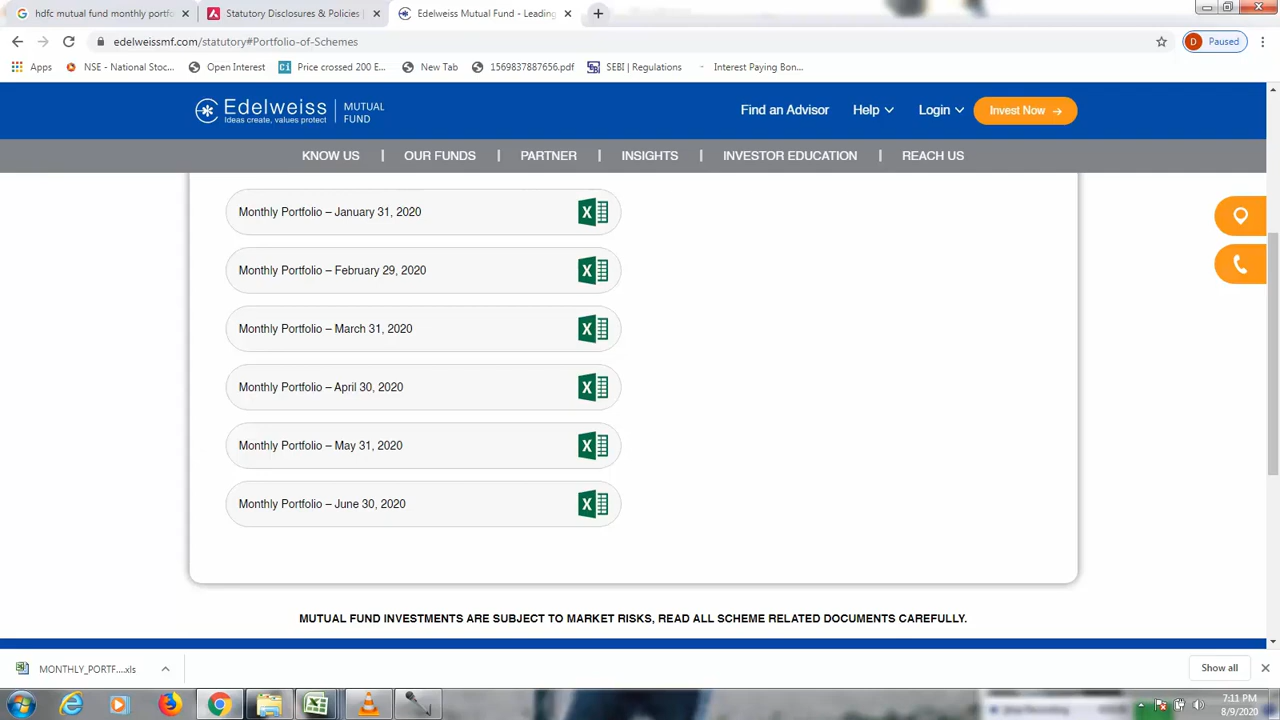 hdfc mutual fund monthly portfo
Statutory Disclosures & Policies
Edelweiss Mutual Fund - Leading
edelweissmf.com/statutory#Portfolio-of-Schemes
D Paused
Apps
NSE - National Stoc...
Open Interest
Price crossed 200 E...
New Tab
1569837887656.pdf
SEBI | Regulations
Interest Paying Bon...
Edelweiss
Ideas create, values protect
MUTUAL
FUND
Find an Advisor
Help
Login
Invest Now →
KNOW US | OUR FUNDS | PARTNER | INSIGHTS | INVESTOR EDUCATION | REACH US
Monthly Portfolio – January 31, 2020
Monthly Portfolio – February 29, 2020
Monthly Portfolio – March 31, 2020
Monthly Portfolio – April 30, 2020
Monthly Portfolio – May 31, 2020
Monthly Portfolio – June 30, 2020
MUTUAL FUND INVESTMENTS ARE SUBJECT TO MARKET RISKS, READ ALL SCHEME RELATED DOCUMENTS CAREFULLY.
MONTHLY_PORTF....xls
Show all
7:11 PM
8/9/2020